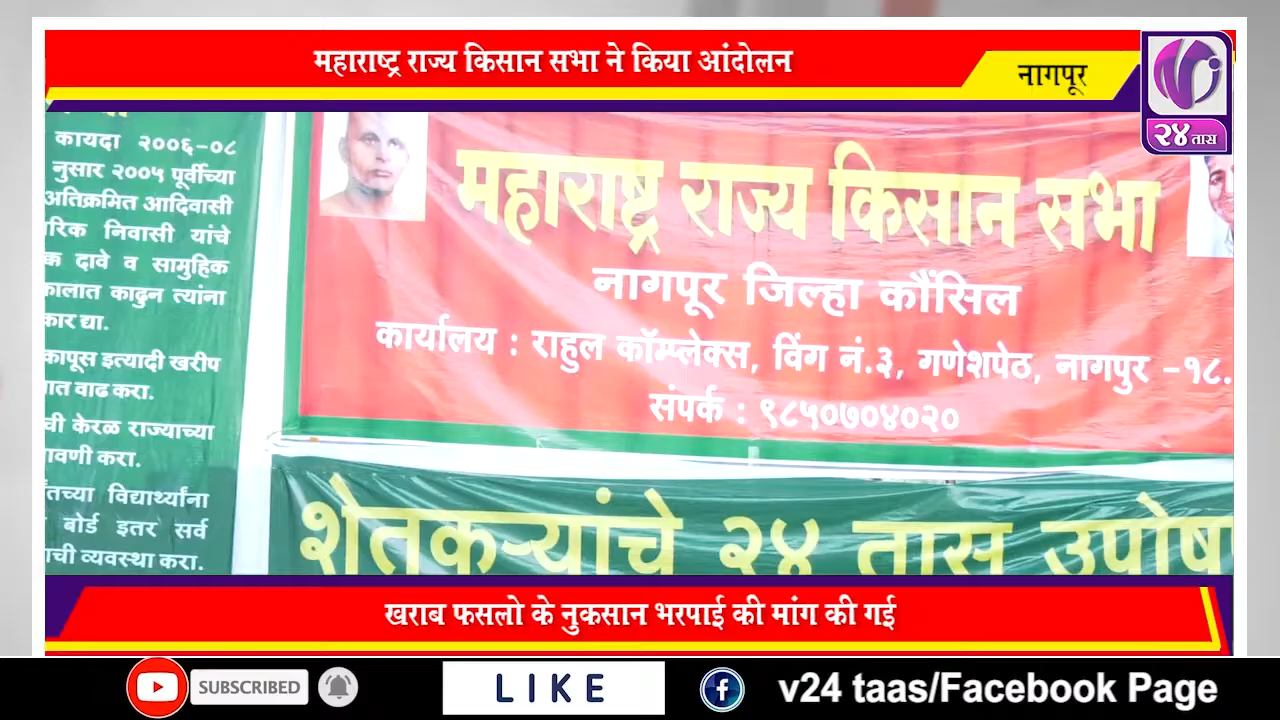 महाराष्ट्र राज्य किसान सभा ने किया आंदोलन
नागपूर
२४ तास
कायदा २००६-०८
नुसार २००५ पूर्वीच्या
अतिक्रमित आदिवासी
निवासी यांचे
दावे व सामुहिक
काढुन त्यांना
द्या.
कापूस इत्यादी खरीप
वाढ करा.
केरळ राज्याच्या
करा.
विद्यार्थ्यांना
बोर्ड इतर सर्व
व्यवस्था करा.
महाराष्ट्र राज्य किसान सभा
नागपूर जिल्हा कौंसिल
कार्यालय : राहुल कॉम्प्लेक्स, विंग नं.३, गणेशपेठ, नागपुर -१८.
संपर्क : ९८५०७०४०२०
शेतकऱ्यांचे २४ तास
खराब फसलो के नुकसान भरपाई की मांग की गई
SUBSCRIBED
LIKE
v24 taas/Facebook Page